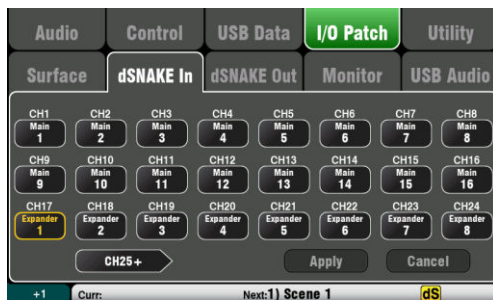 Audio Control USB Data I/O Patch Utility
Surface dSNAKE In dSNAKE Out Monitor USB Audio
CH1 CH2 CH3 CH4 CH5 CH6 CH7 CH8
Main Main Main Main Main Main Main Main
1 2 3 4 5 6 7 8
CH9 CH10 CH11 CH12 CH13 CH14 CH15 CH16
Main Main Main Main Main Main Main Main
9 10 11 12 13 14 15 16
CH17 CH18 CH19 CH20 CH21 CH22 CH23 CH24
Expander Expander Expander Expander Expander Expander Expander Expander
1 2 3 4 5 6 7 8
CH25+ Apply Cancel
+1 Curr: Next:1) Scene 1 dS